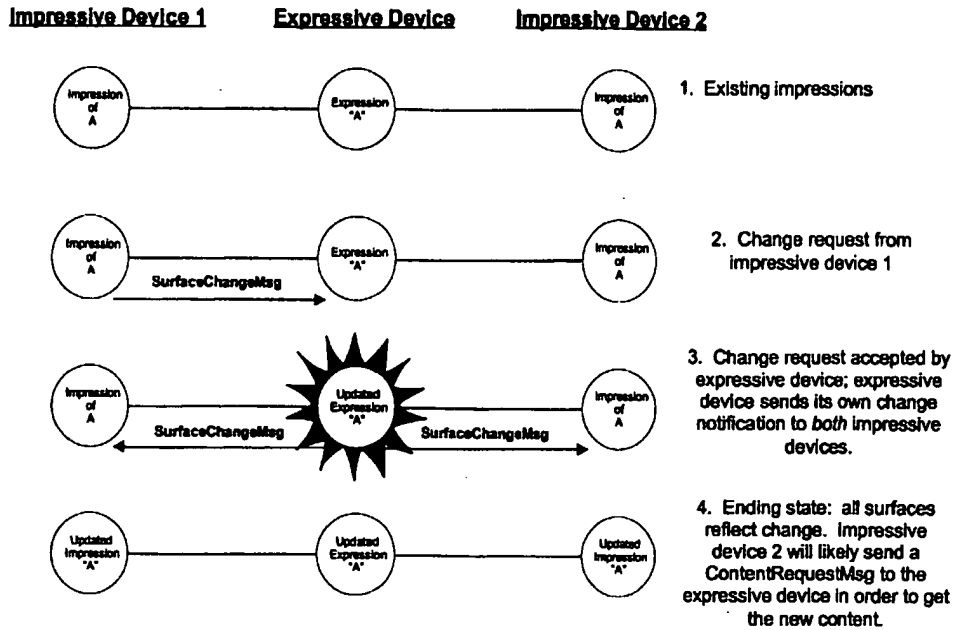 Impressive Device 1
Expressive Device
Impressive Device 2
Impression
of
A
Expression
"A"
Impression
of
A
1. Existing impressions
Impression
of
A
Expression
"A"
Impression
of
A
SurfaceChangeMsg
2. Change request from
impressive device 1
Impression
of
A
Updated
Expression
"A"
Impression
of
A
SurfaceChangeMsg
SurfaceChangeMsg
3. Change request accepted by
expressive device; expressive
device sends its own change
notification to both impressive
devices.
Updated
Impression
"A"
Updated
Expression
"A"
Updated
Impression
"A"
4. Ending state: all surfaces
reflect change. Impressive
device 2 will likely send a
ContentRequestMsg to the
expressive device in order to get
the new content.